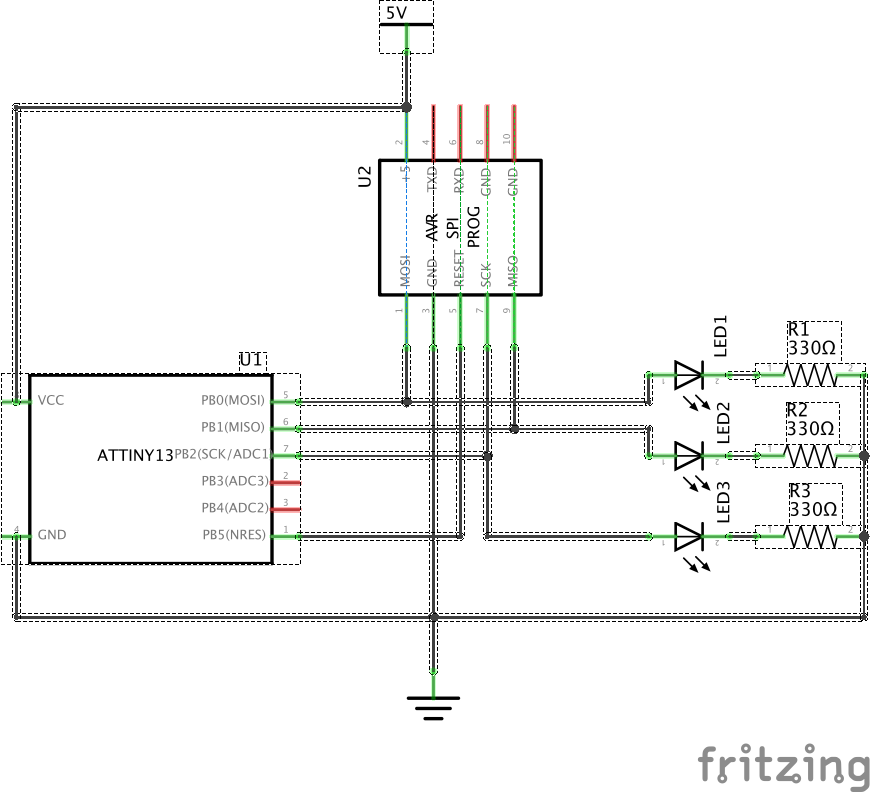 5V
2
4
6
8
10
U2
+5
TXD
RXD
GND
GND
AVR
SPI
PROG
MOSI
GND
RESET
SCK
MISO
1
3
5
7
9
U1
VCC
PB0(MOSI)
5
PB1(MISO)
6
ATTINY13
PB2(SCK/ADC1
7
PB3(ADC3)
2
PB4(ADC2)
3
4
GND
PB5(NRES)
1
LED1
1
2
R1
330Ω
1
2
LED2
1
2
R2
330Ω
1
2
LED3
1
2
R3
330Ω
1
2
fritzing